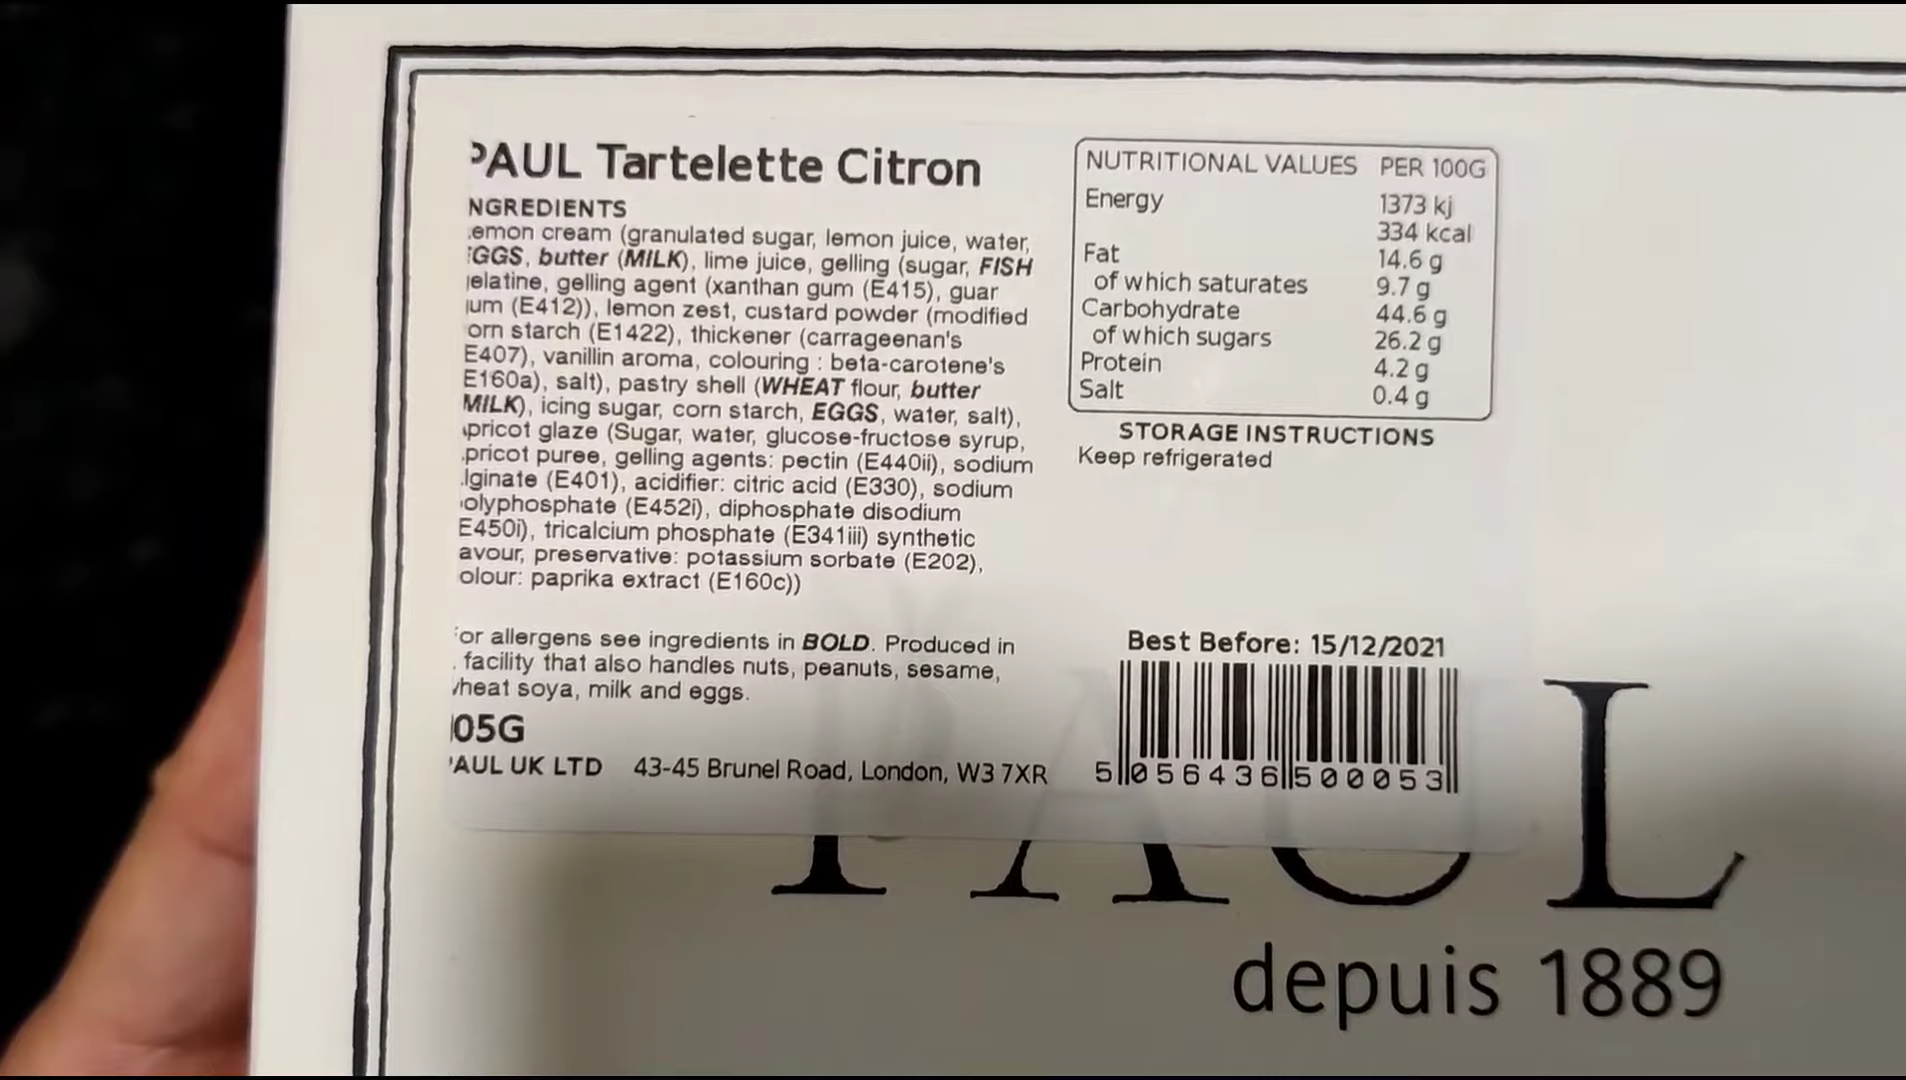 PAUL Tartelette Citron
NGREDIENTS
emon cream (granulated sugar, lemon juice, water,
EGGS, butter (MILK), lime juice, gelling (sugar, FISH
gelatine, gelling agent (xanthan gum (E415), guar
gum (E412)), lemon zest, custard powder (modified
orn starch (E1422), thickener (carrageenan's
E407), vanillin aroma, colouring : beta-carotene's
E160a), salt), pastry shell (WHEAT flour, butter
MILK), icing sugar, corn starch, EGGS, water, salt),
apricot glaze (Sugar, water, glucose-fructose syrup,
pricot puree, gelling agents: pectin (E440ii), sodium
lginate (E401), acidifier: citric acid (E330), sodium
olyphosphate (E452i), diphosphate disodium
E450i), tricalcium phosphate (E341iii) synthetic
avour, preservative: potassium sorbate (E202),
olour: paprika extract (E160c))
For allergens see ingredients in BOLD. Produced in
facility that also handles nuts, peanuts, sesame,
wheat soya, milk and eggs.
105G
PAUL UK LTD 43-45 Brunel Road, London, W3 7XR
NUTRITIONAL VALUES PER 100G
Energy 1373 kj
334 kcal
Fat 14.6 g
of which saturates 9.7 g
Carbohydrate 44.6 g
of which sugars 26.2 g
Protein 4.2 g
Salt 0.4 g
STORAGE INSTRUCTIONS
Keep refrigerated
Best Before: 15/12/2021
5 056436 500053
PAUL
depuis 1889